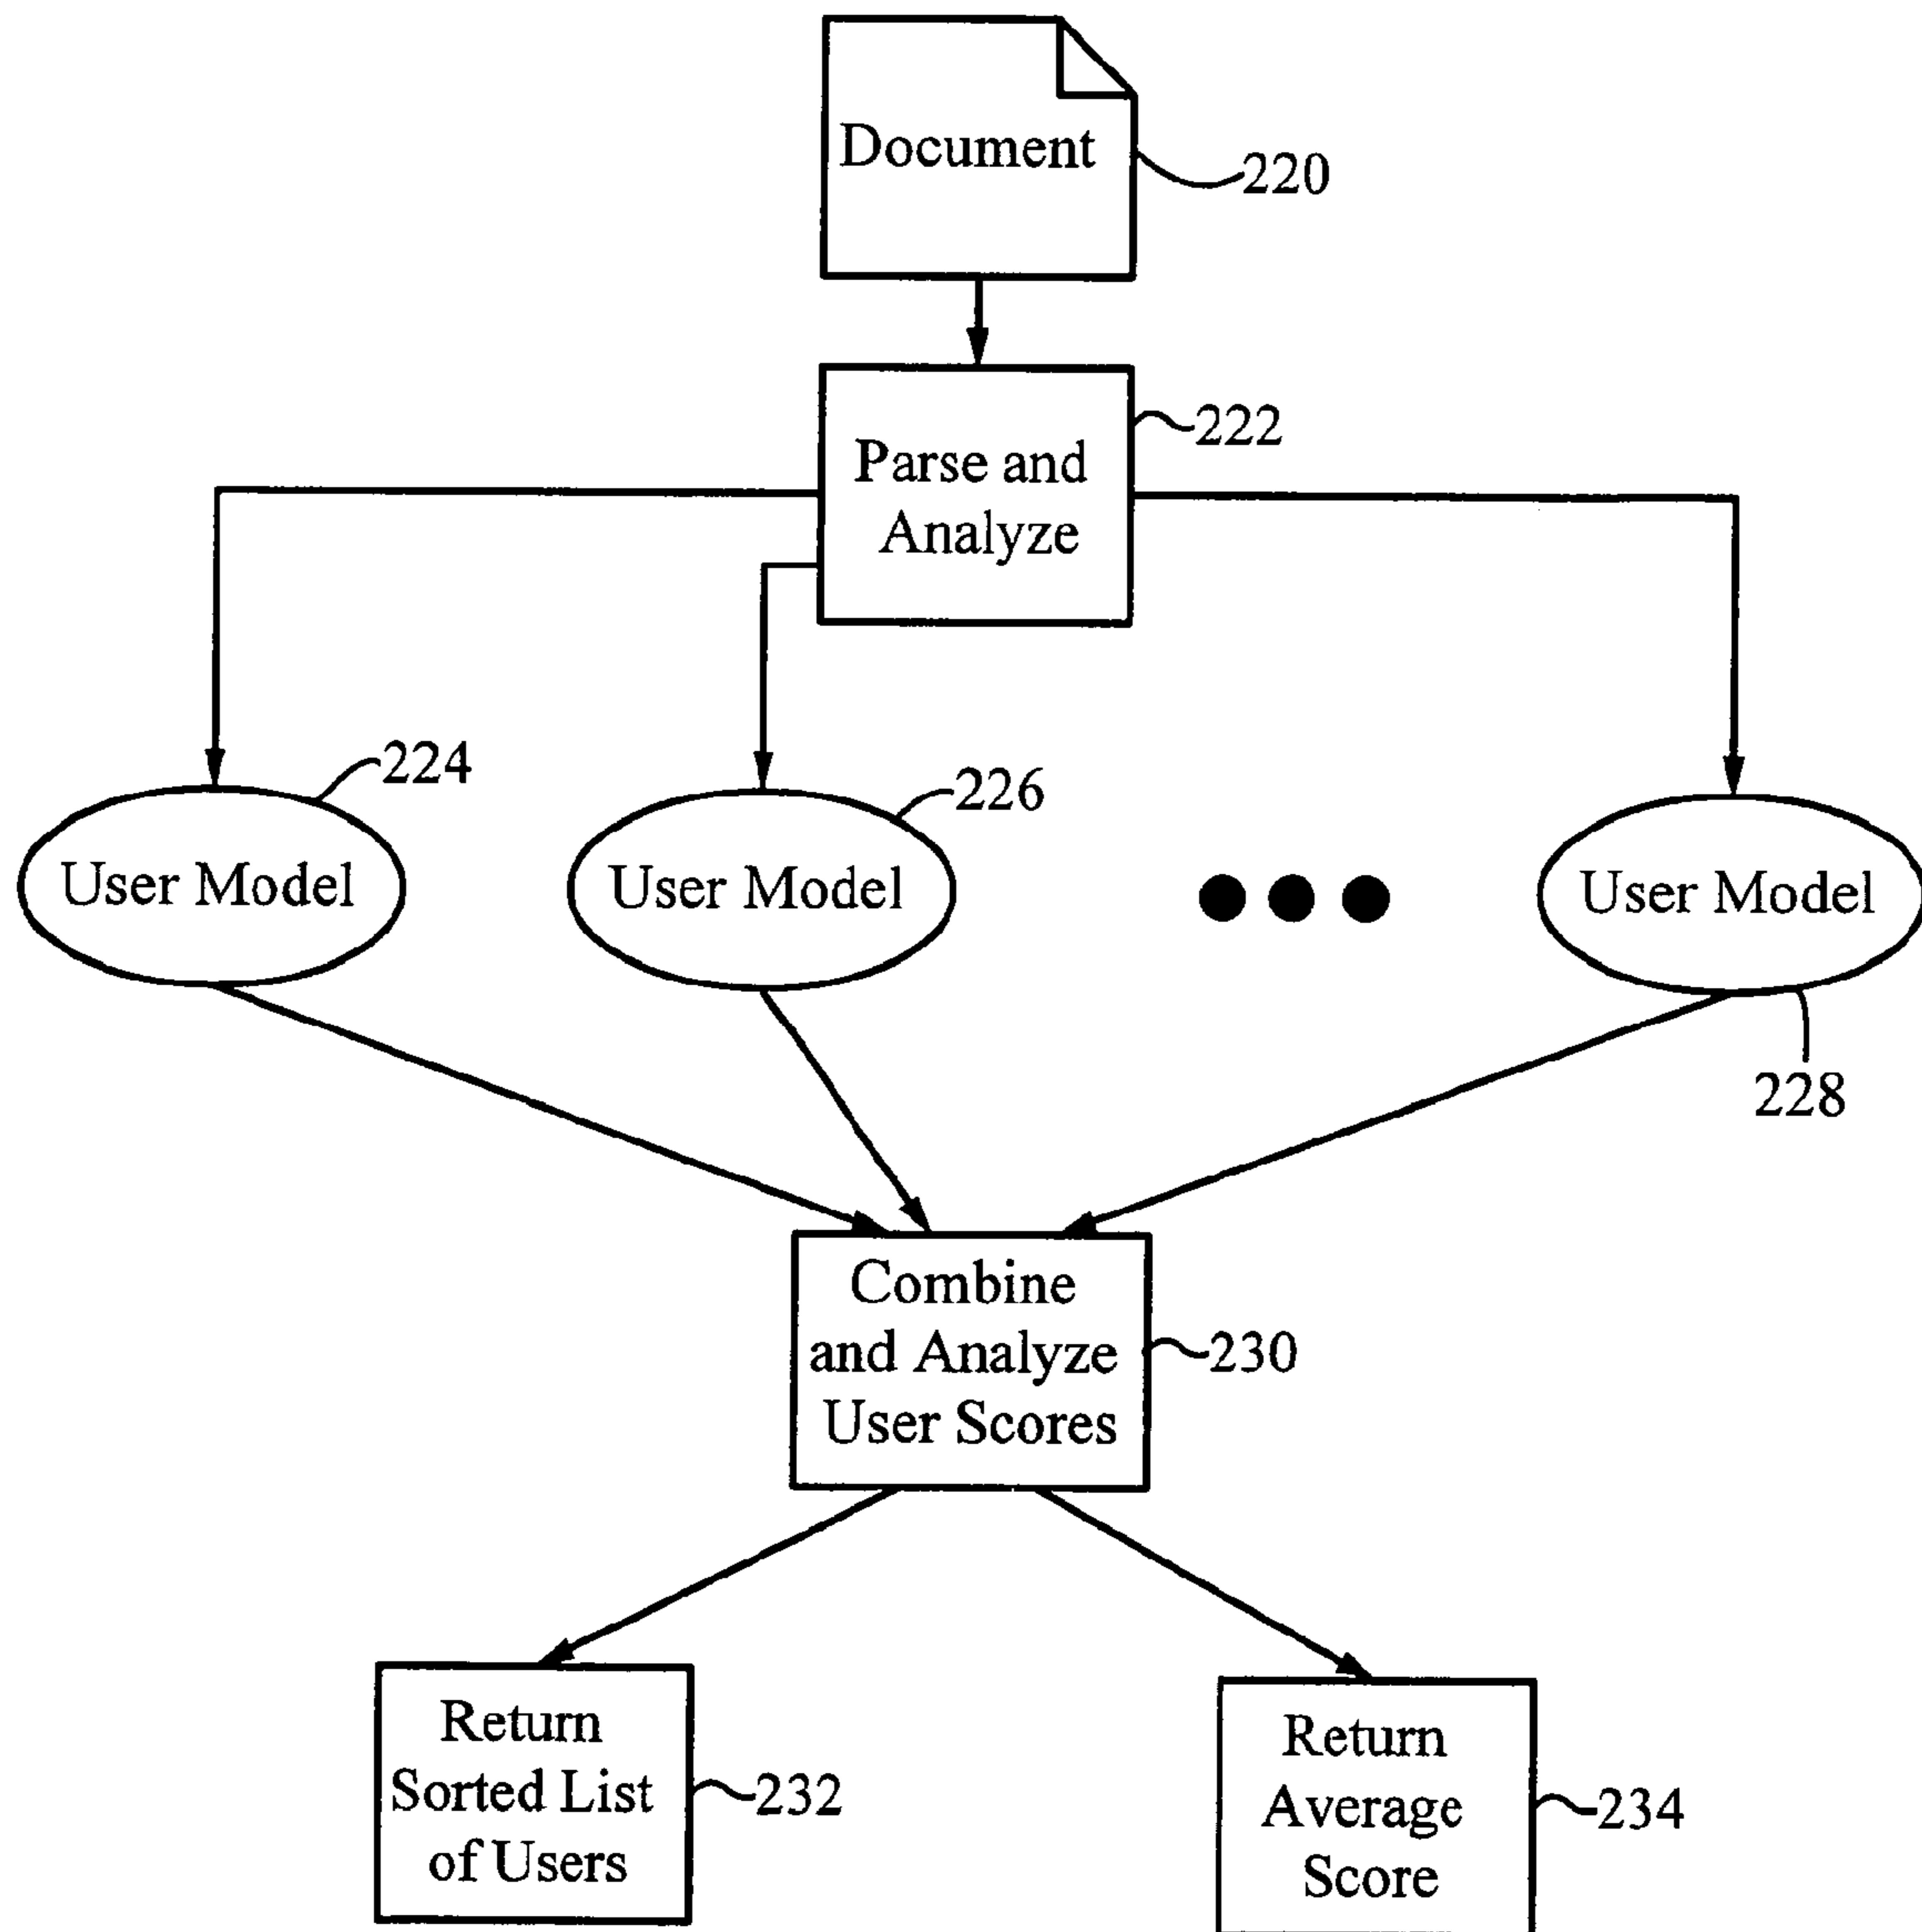 Document
220
Parse and
Analyze
222
224
226
User Model
User Model
User Model
228
Combine
and Analyze
User Scores
230
Return
Sorted List
of Users
232
Return
Average
Score
234